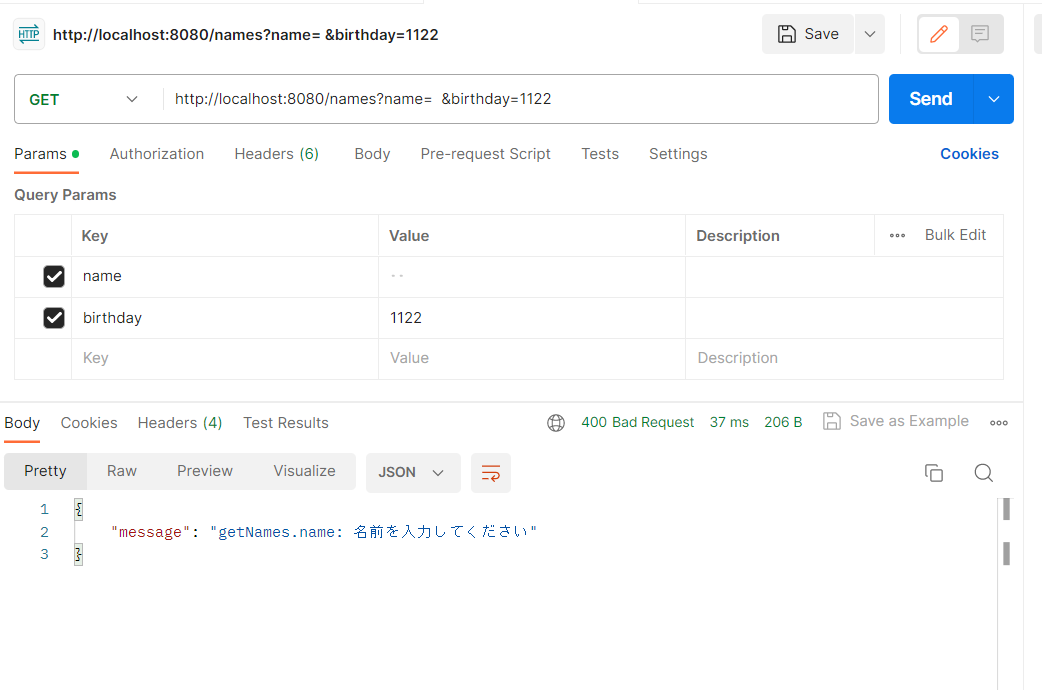 HTTP http://localhost:8080/names?name= &birthday=1122 Save
GET http://localhost:8080/names?name=  &birthday=1122 Send
Params Authorization Headers (6) Body Pre-request Script Tests Settings Cookies
Query Params
Key Value Description Bulk Edit
name
birthday 1122
Key Value Description
Body Cookies Headers (4) Test Results 400 Bad Request 37 ms 206 B Save as Example
Pretty Raw Preview Visualize JSON
1 {
2 "message": "getNames.name: 名前を入力してください"
3 }